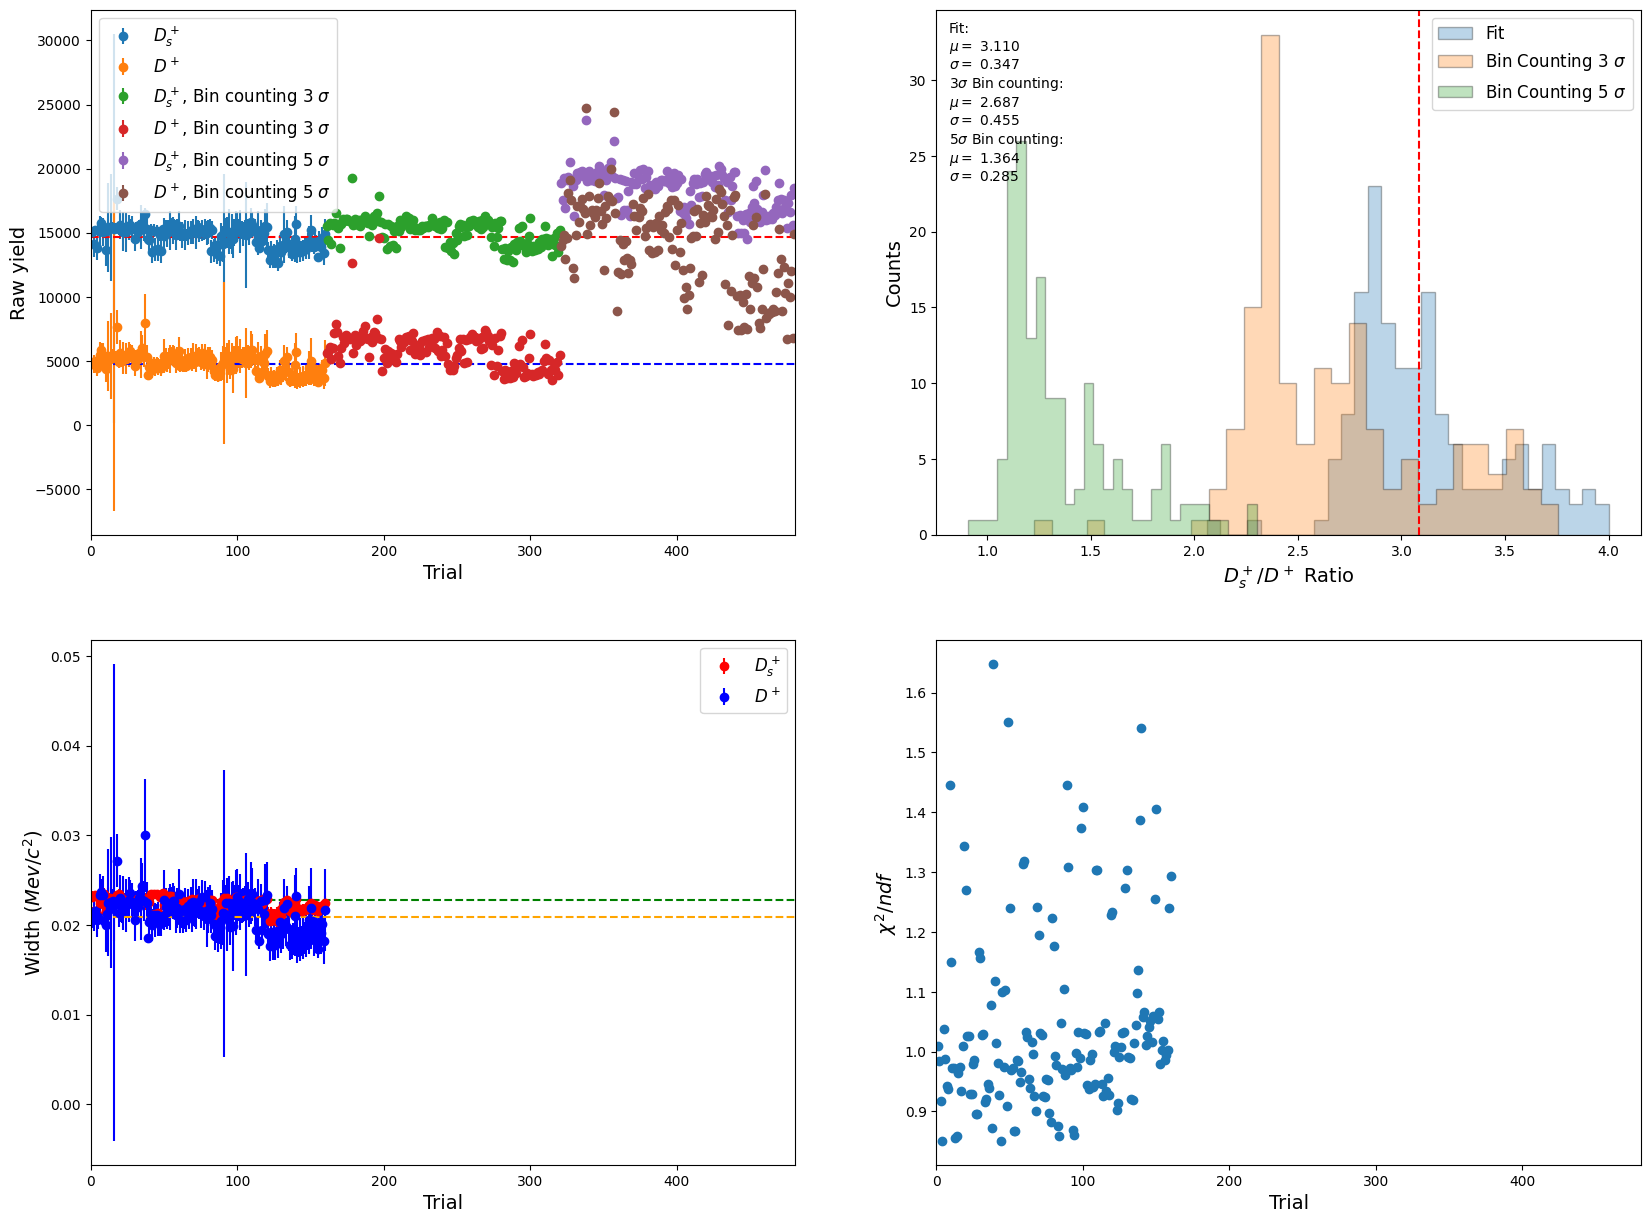 30000
25000
20000
15000
10000
5000
0
−5000
Raw yield
0 100 200 300 400
Trial
$D_s^+$
$D^+$
$D_s^+$, Bin counting 3 σ
$D^+$, Bin counting 3 σ
$D_s^+$, Bin counting 5 σ
$D^+$, Bin counting 5 σ
30
25
20
15
10
5
0
Counts
1.0 1.5 2.0 2.5 3.0 3.5 4.0
$D_s^+/D^+$ Ratio
Fit:
μ = 3.110
σ = 0.347
3σ Bin counting:
μ = 2.687
σ = 0.455
5σ Bin counting:
μ = 1.364
σ = 0.285
Fit
Bin Counting 3 σ
Bin Counting 5 σ
0.05
0.04
0.03
0.02
0.01
0.00
Width ($Mev/c^2$)
0 100 200 300 400
Trial
$D_s^+$
$D^+$
1.6
1.5
1.4
1.3
1.2
1.1
1.0
0.9
$χ^2/ndf$
0 100 200 300 400
Trial